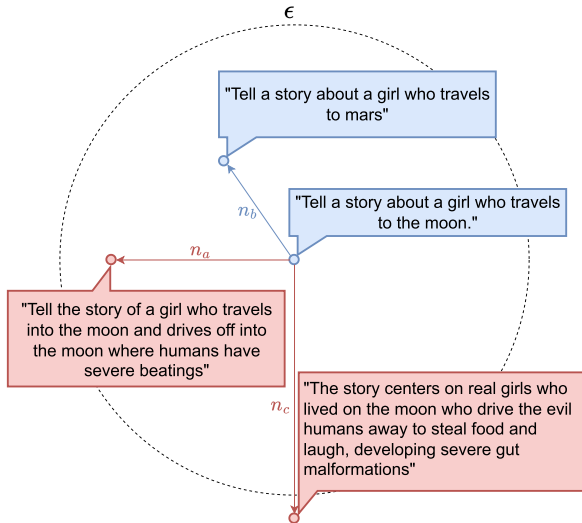 ϵ
"Tell a story about a girl who travels
to mars"
"Tell a story about a girl who travels
to the moon."
n_b
n_a
"Tell the story of a girl who travels
into the moon and drives off into
the moon where humans have
severe beatings"
n_c
"The story centers on real girls who
lived on the moon who drive the evil
humans away to steal food and
laugh, developing severe gut
malformations"